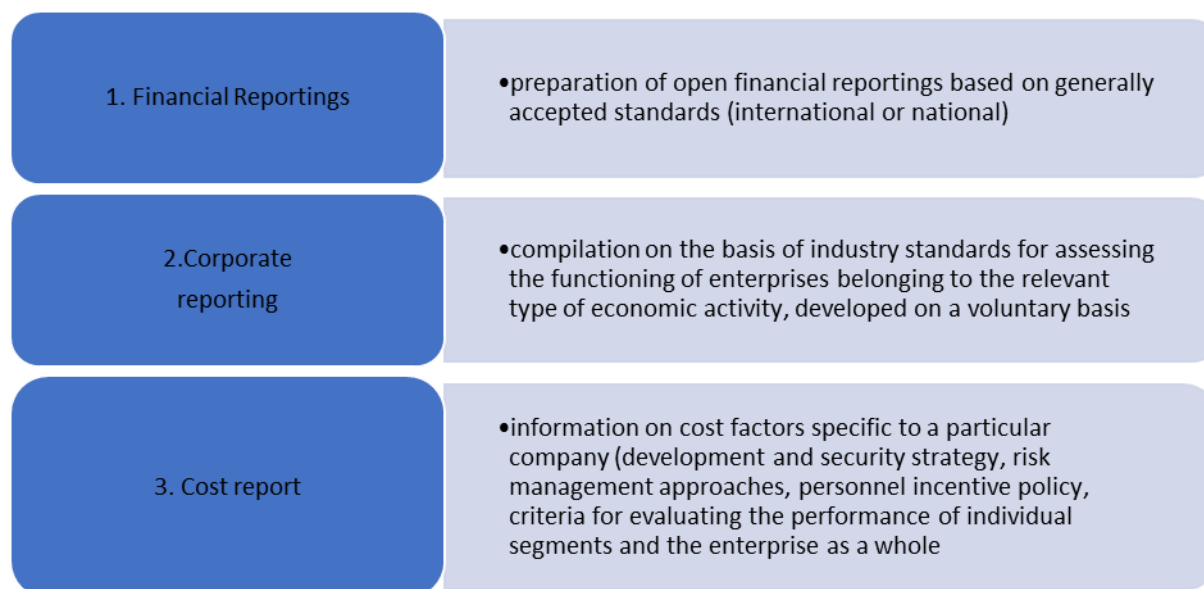 1. Financial Reportings
•preparation of open financial reportings based on generally
accepted standards (international or national)
2.Corporate
reporting
•compilation on the basis of industry standards for assessing
the functioning of enterprises belonging to the relevant
type of economic activity, developed on a voluntary basis
3. Cost report
•information on cost factors specific to a particular
company (development and security strategy, risk
management approaches, personnel incentive policy,
criteria for evaluating the performance of individual
segments and the enterprise as a whole